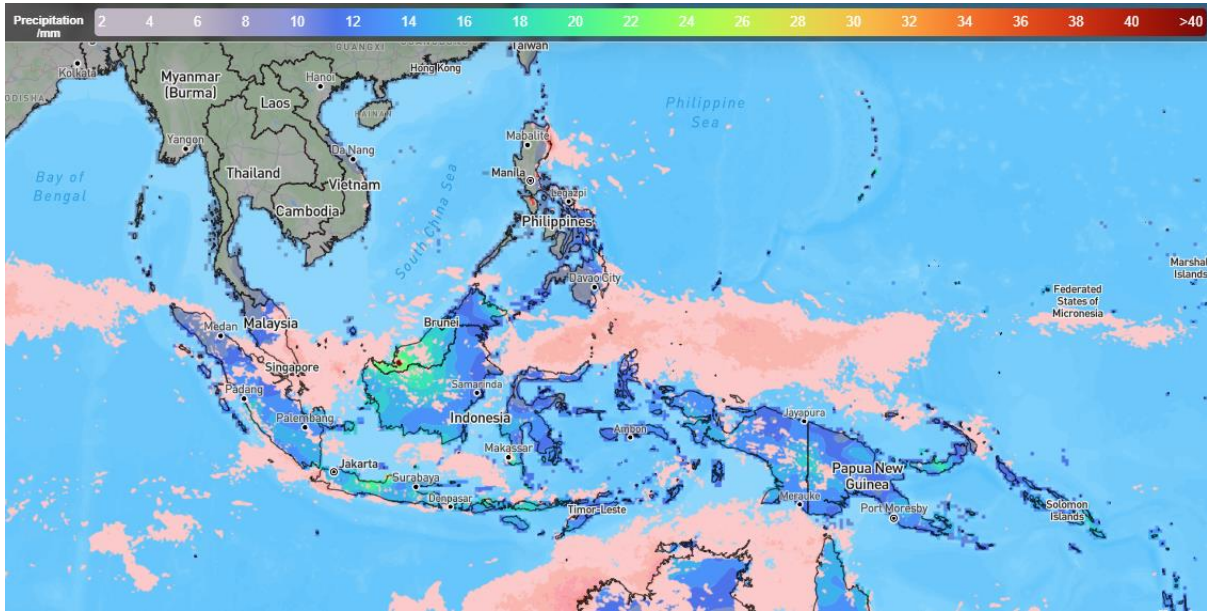 Precipitation
/mm
2 4 6 8 10 12 14 16 18 20 22 24 26 28 30 32 34 36 38 40 >40
GUANGXI
Taiwan
Kolkata
Hong Kong
ODISHA
Myanmar
(Burma)
Hanoi
Laos
HAINAN
Philippine
Sea
Yangon
Mabalite
Da Nang
Bay of
Bengal
Thailand
Vietnam
Manila
Cambodia
Legazpi
South China Sea
Philippines
Davao City
Marshal
Islands
Federated
States of
Micronesia
Malaysia
Brunei
Medan
Singapore
Padang
Samarinda
Palembang
Indonesia
Jayapura
Ambon
Makassar
Jakarta
Surabaya
Papua New
Guinea
Denpasar
Timor-Leste
Merauke
Port Moresby
Solomon
Islands